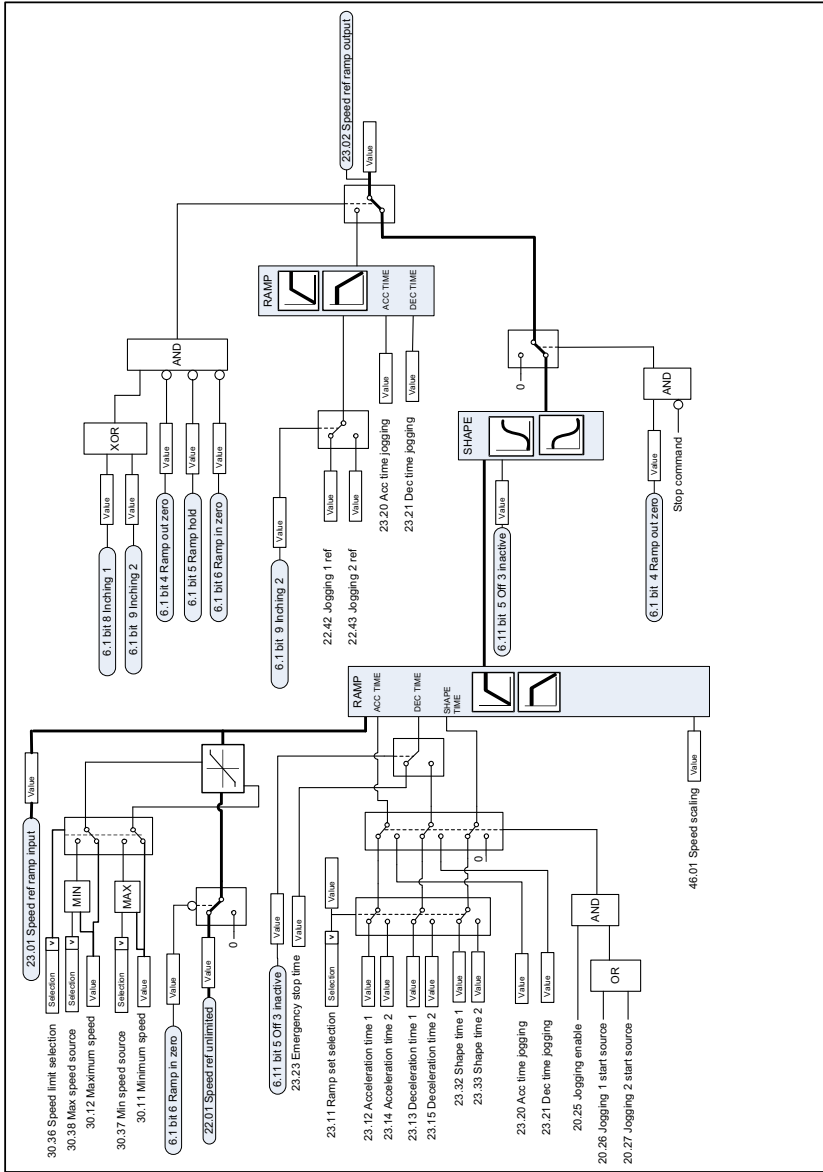 23.01 Speed ref ramp input
Value
30.36 Speed limit selection
Selection
v
30.38 Max speed source
Selection
v
30.12 Maximum speed
Value
MIN
30.37 Min speed source
Selection
v
30.11 Minimum speed
Value
MAX
6.1 bit 6 Ramp in zero
Value
22.01 Speed ref unlimited
Value
0
6.11 bit 5 Off 3 inactive
Value
23.23 Emergency stop time
Value
23.11 Ramp set selection
Selection
v
Value
23.12 Acceleration time 1
Value
23.14 Acceleration time 2
Value
23.13 Deceleration time 1
Value
23.15 Deceleration time 2
Value
23.32 Shape time 1
Value
23.33 Shape time 2
Value
0
23.20 Acc time jogging
Value
23.21 Dec time jogging
Value
20.25 Jogging enable
20.26 Jogging 1 start source
20.27 Jogging 2 start source
OR
AND
46.01 Speed scaling
Value
RAMP
ACC TIME
DEC TIME
SHAPE
TIME
6.1 bit 8 Inching 1
Value
6.1 bit 9 Inching 2
Value
XOR
6.1 bit 4 Ramp out zero
Value
6.1 bit 5 Ramp hold
Value
6.1 bit 6 Ramp in zero
Value
AND
6.1 bit 9 Inching 2
Value
22.42 Jogging 1 ref
Value
22.43 Jogging 2 ref
Value
23.20 Acc time jogging
Value
23.21 Dec time jogging
Value
RAMP
ACC TIME
DEC TIME
6.11 bit 5 Off 3 inactive
Value
SHAPE
0
6.1 bit 4 Ramp out zero
Value
Stop command
AND
23.02 Speed ref ramp output
Value